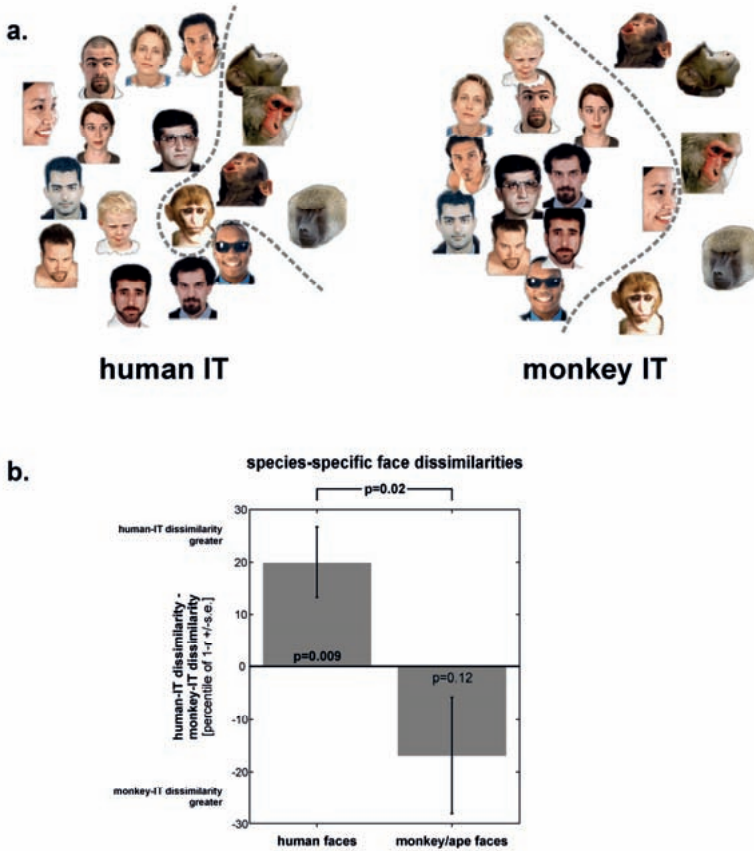 a.
human IT
monkey IT
b.
species-specific face dissimilarities
p=0.02
human-IT dissimilarity
greater
human-IT dissimilarity -
monkey-IT dissimilarity
[percentile of 1-r +/-s.e.]
monkey-IT dissimilarity
greater
30
20
10
0
-10
-20
-30
p=0.009
p=0.12
human faces
monkey/ape faces